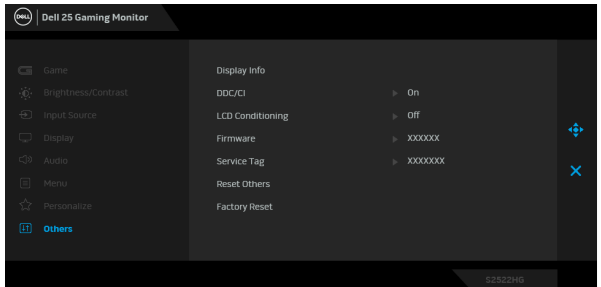 DELL Dell 25 Gaming Monitor
Game
Brightness/Contrast
Input Source
Display
Audio
Menu
Personalize
Others
Display Info
DDC/CI On
LCD Conditioning Off
Firmware XXXXXX
Service Tag XXXXXXX
Reset Others
Factory Reset
S2522HG